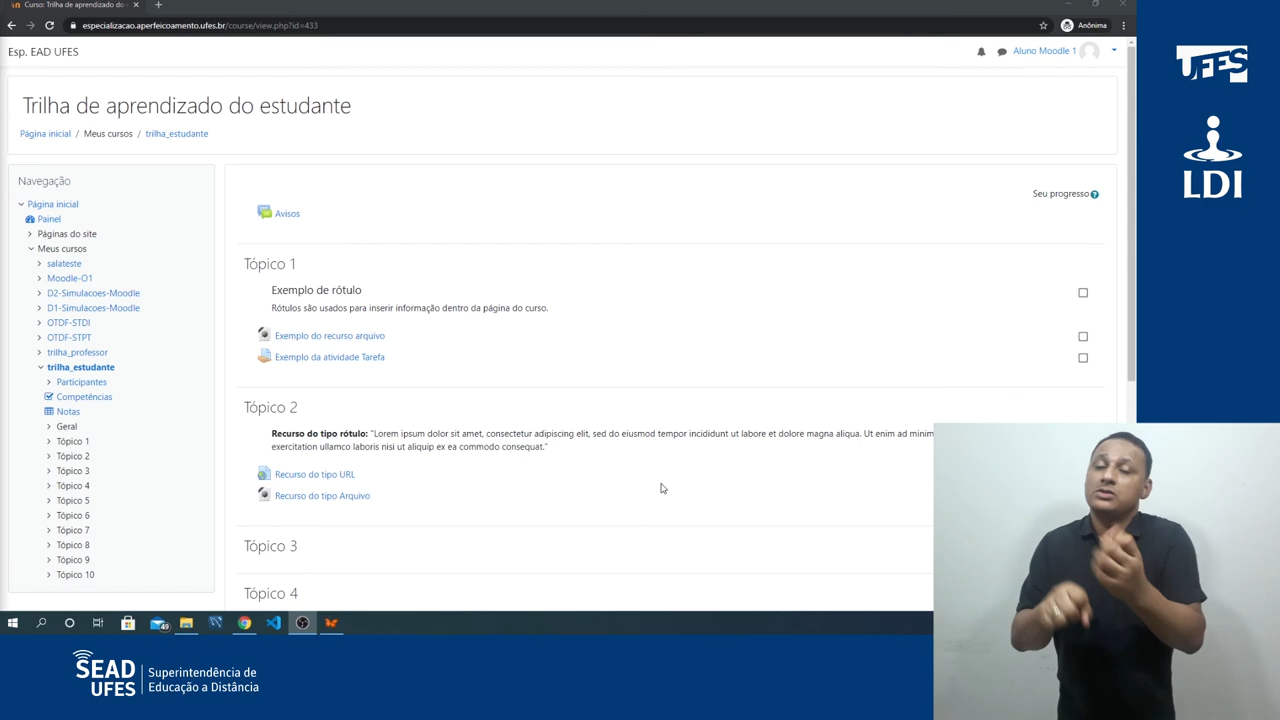 Curso: Trilha de aprendizado do
especializacao.aperfeicoamento.ufes.br/course/view.php?id=433
Anônima
Esp. EAD UFES
Aluno Moodle 1
Trilha de aprendizado do estudante
Página inicial / Meus cursos / trilha_estudante
Navegação
Página inicial
Painel
Páginas do site
Meus cursos
salateste
Moodle-O1
D2-Simulacoes-Moodle
D1-Simulacoes-Moodle
OTDF-STDI
OTDF-STPT
trilha_professor
trilha_estudante
Participantes
Competências
Notas
Geral
Tópico 1
Tópico 2
Tópico 3
Tópico 4
Tópico 5
Tópico 6
Tópico 7
Tópico 8
Tópico 9
Tópico 10
Seu progresso
Avisos
Tópico 1
Exemplo de rótulo
Rótulos são usados para inserir informação dentro da página do curso.
Exemplo do recurso arquivo
Exemplo da atividade Tarefa
Tópico 2
Recurso do tipo rótulo: "Lorem ipsum dolor sit amet, consectetur adipiscing elit, sed do eiusmod tempor incididunt ut labore et dolore magna aliqua. Ut enim ad minim
exercitation ullamco laboris nisi ut aliquip ex ea commodo consequat."
Recurso do tipo URL
Recurso do tipo Arquivo
Tópico 3
Tópico 4
49
UFES
LDI
SEAD UFES
Superintendência de
Educação a Distância